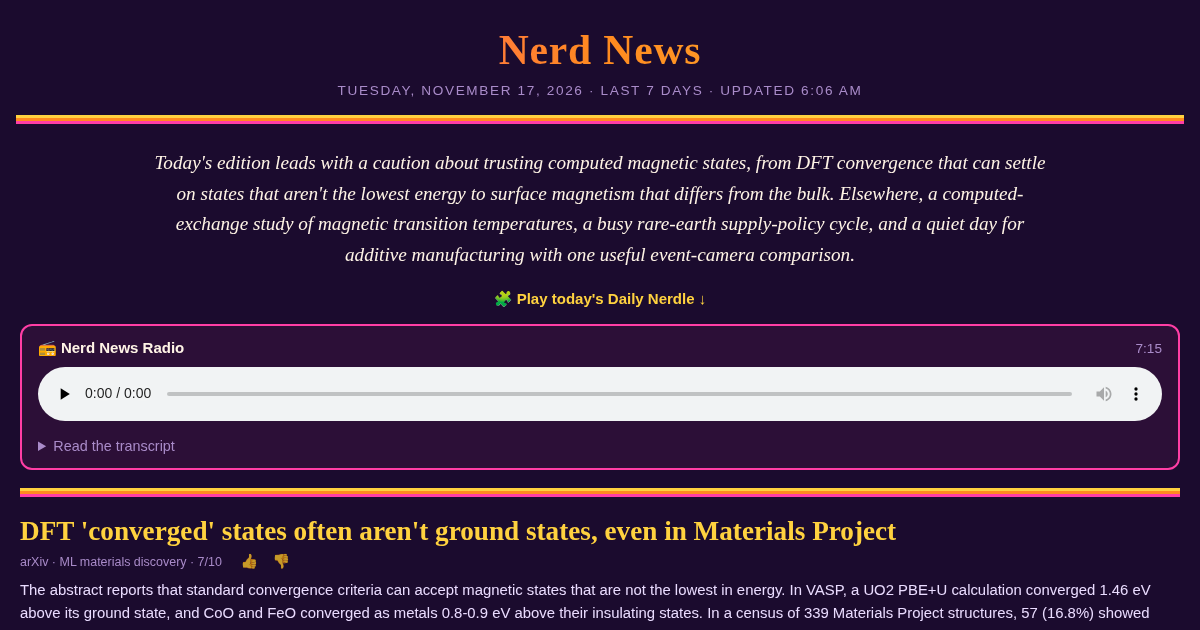 Nerd News
TUESDAY, NOVEMBER 17, 2026 · LAST 7 DAYS · UPDATED 6:06 AM
Today's edition leads with a caution about trusting computed magnetic states, from DFT convergence that can settle
on states that aren't the lowest energy to surface magnetism that differs from the bulk. Elsewhere, a computed-
exchange study of magnetic transition temperatures, a busy rare-earth supply-policy cycle, and a quiet day for
additive manufacturing with one useful event-camera comparison.
🧩 Play today's Daily Nerdle ↓
📻 Nerd News Radio 7:15
0:00 / 0:00
Read the transcript
DFT 'converged' states often aren't ground states, even in Materials Project
arXiv · ML materials discovery · 7/10 👍 👎
The abstract reports that standard convergence criteria can accept magnetic states that are not the lowest in energy. In VASP, a UO2 PBE+U calculation converged 1.46 eV
above its ground state, and CoO and FeO converged as metals 0.8-0.9 eV above their insulating states. In a census of 339 Materials Project structures, 57 (16.8%) showed